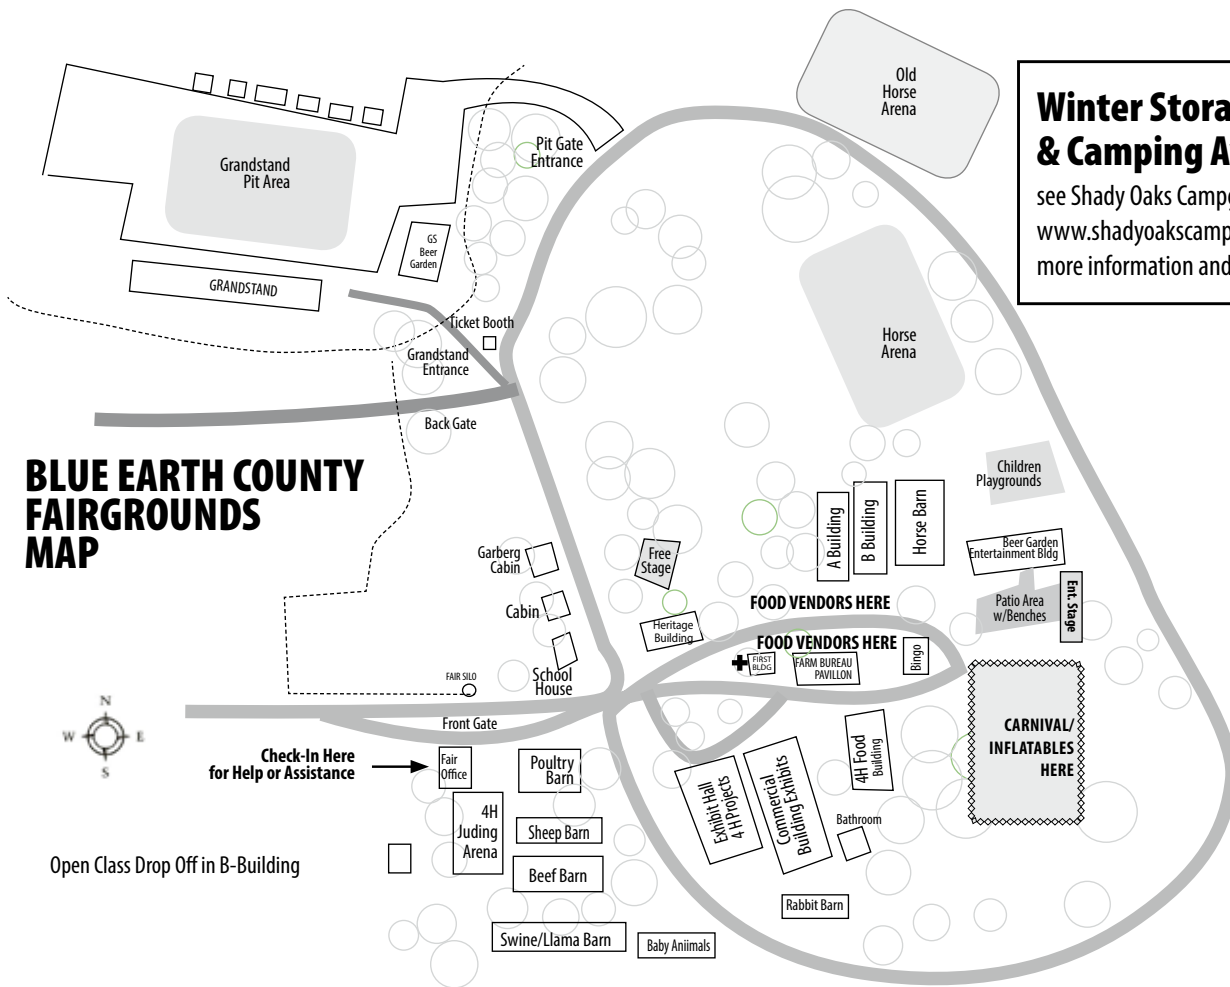 Old
Horse
Arena
Winter Stora
& Camping A
see Shady Oaks Campg
www.shadyoakscamp
more information and
Pit Gate
Entrance
Grandstand
Pit Area
GS
Beer
Garden
GRANDSTAND
Ticket Booth
Grandstand
Entrance
Horse
Arena
Back Gate
BLUE EARTH COUNTY
FAIRGROUNDS
MAP
Children
Playgrounds
A Building
B Building
Horse Barn
Beer Garden
Entertainment Bldg
Garberg
Cabin
Free
Stage
Cabin
FOOD VENDORS HERE
Patio Area
w/Benches
Ent. Stage
Heritage
Building
FOOD VENDORS HERE
FIRST
BLDG
FARM BUREAU
PAVILLON
Bingo
School
House
FAIR SILO
N
W
E
S
Front Gate
CARNIVAL/
INFLATABLES
HERE
Check-In Here
for Help or Assistance
Fair
Office
Poultry
Barn
4H Food
Building
Exhibit Hall
4 H Projects
Commercial
Building Exhibits
4H
Juding
Arena
Sheep Barn
Bathroom
Open Class Drop Off in B-Building
Beef Barn
Rabbit Barn
Swine/Llama Barn
Baby Aniimals